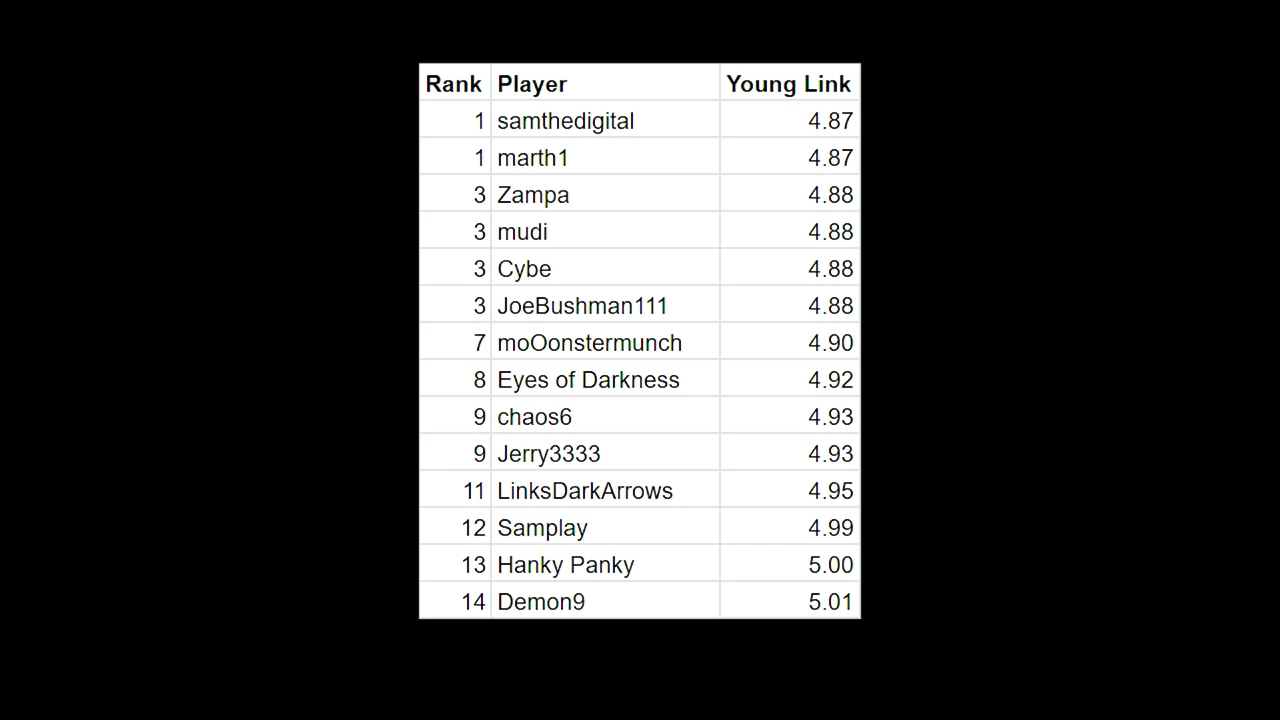 Rank Player Young Link
1 samthedigital 4.87
1 marth1 4.87
3 Zampa 4.88
3 mudi 4.88
3 Cybe 4.88
3 JoeBushman111 4.88
7 moOonstermunch 4.90
8 Eyes of Darkness 4.92
9 chaos6 4.93
9 Jerry3333 4.93
11 LinksDarkArrows 4.95
12 Samplay 4.99
13 Hanky Panky 5.00
14 Demon9 5.01